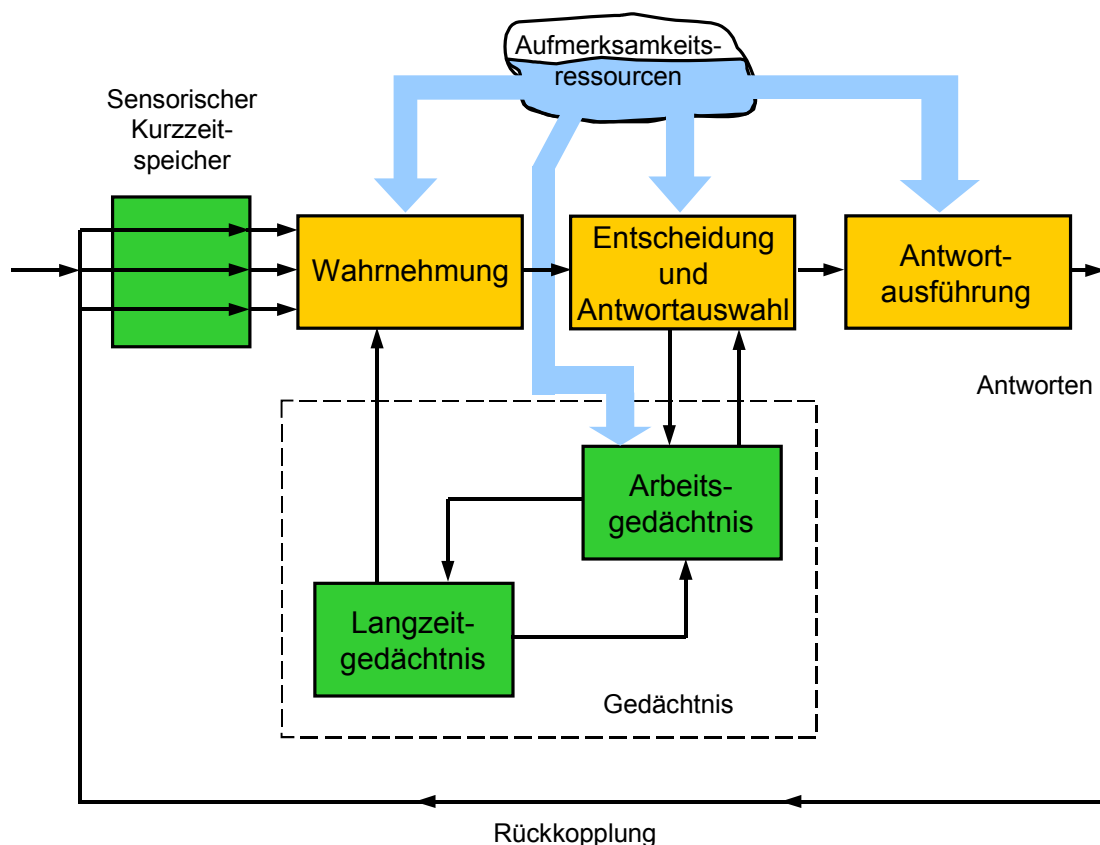 Aufmerksamkeits-
ressourcen
Sensorischer
Kurzzeit-
speicher
Wahrnehmung
Entscheidung
und
Antwortauswahl
Antwort-
ausführung
Antworten
Arbeits-
gedächtnis
Langzeit-
gedächtnis
Gedächtnis
Rückkopplung